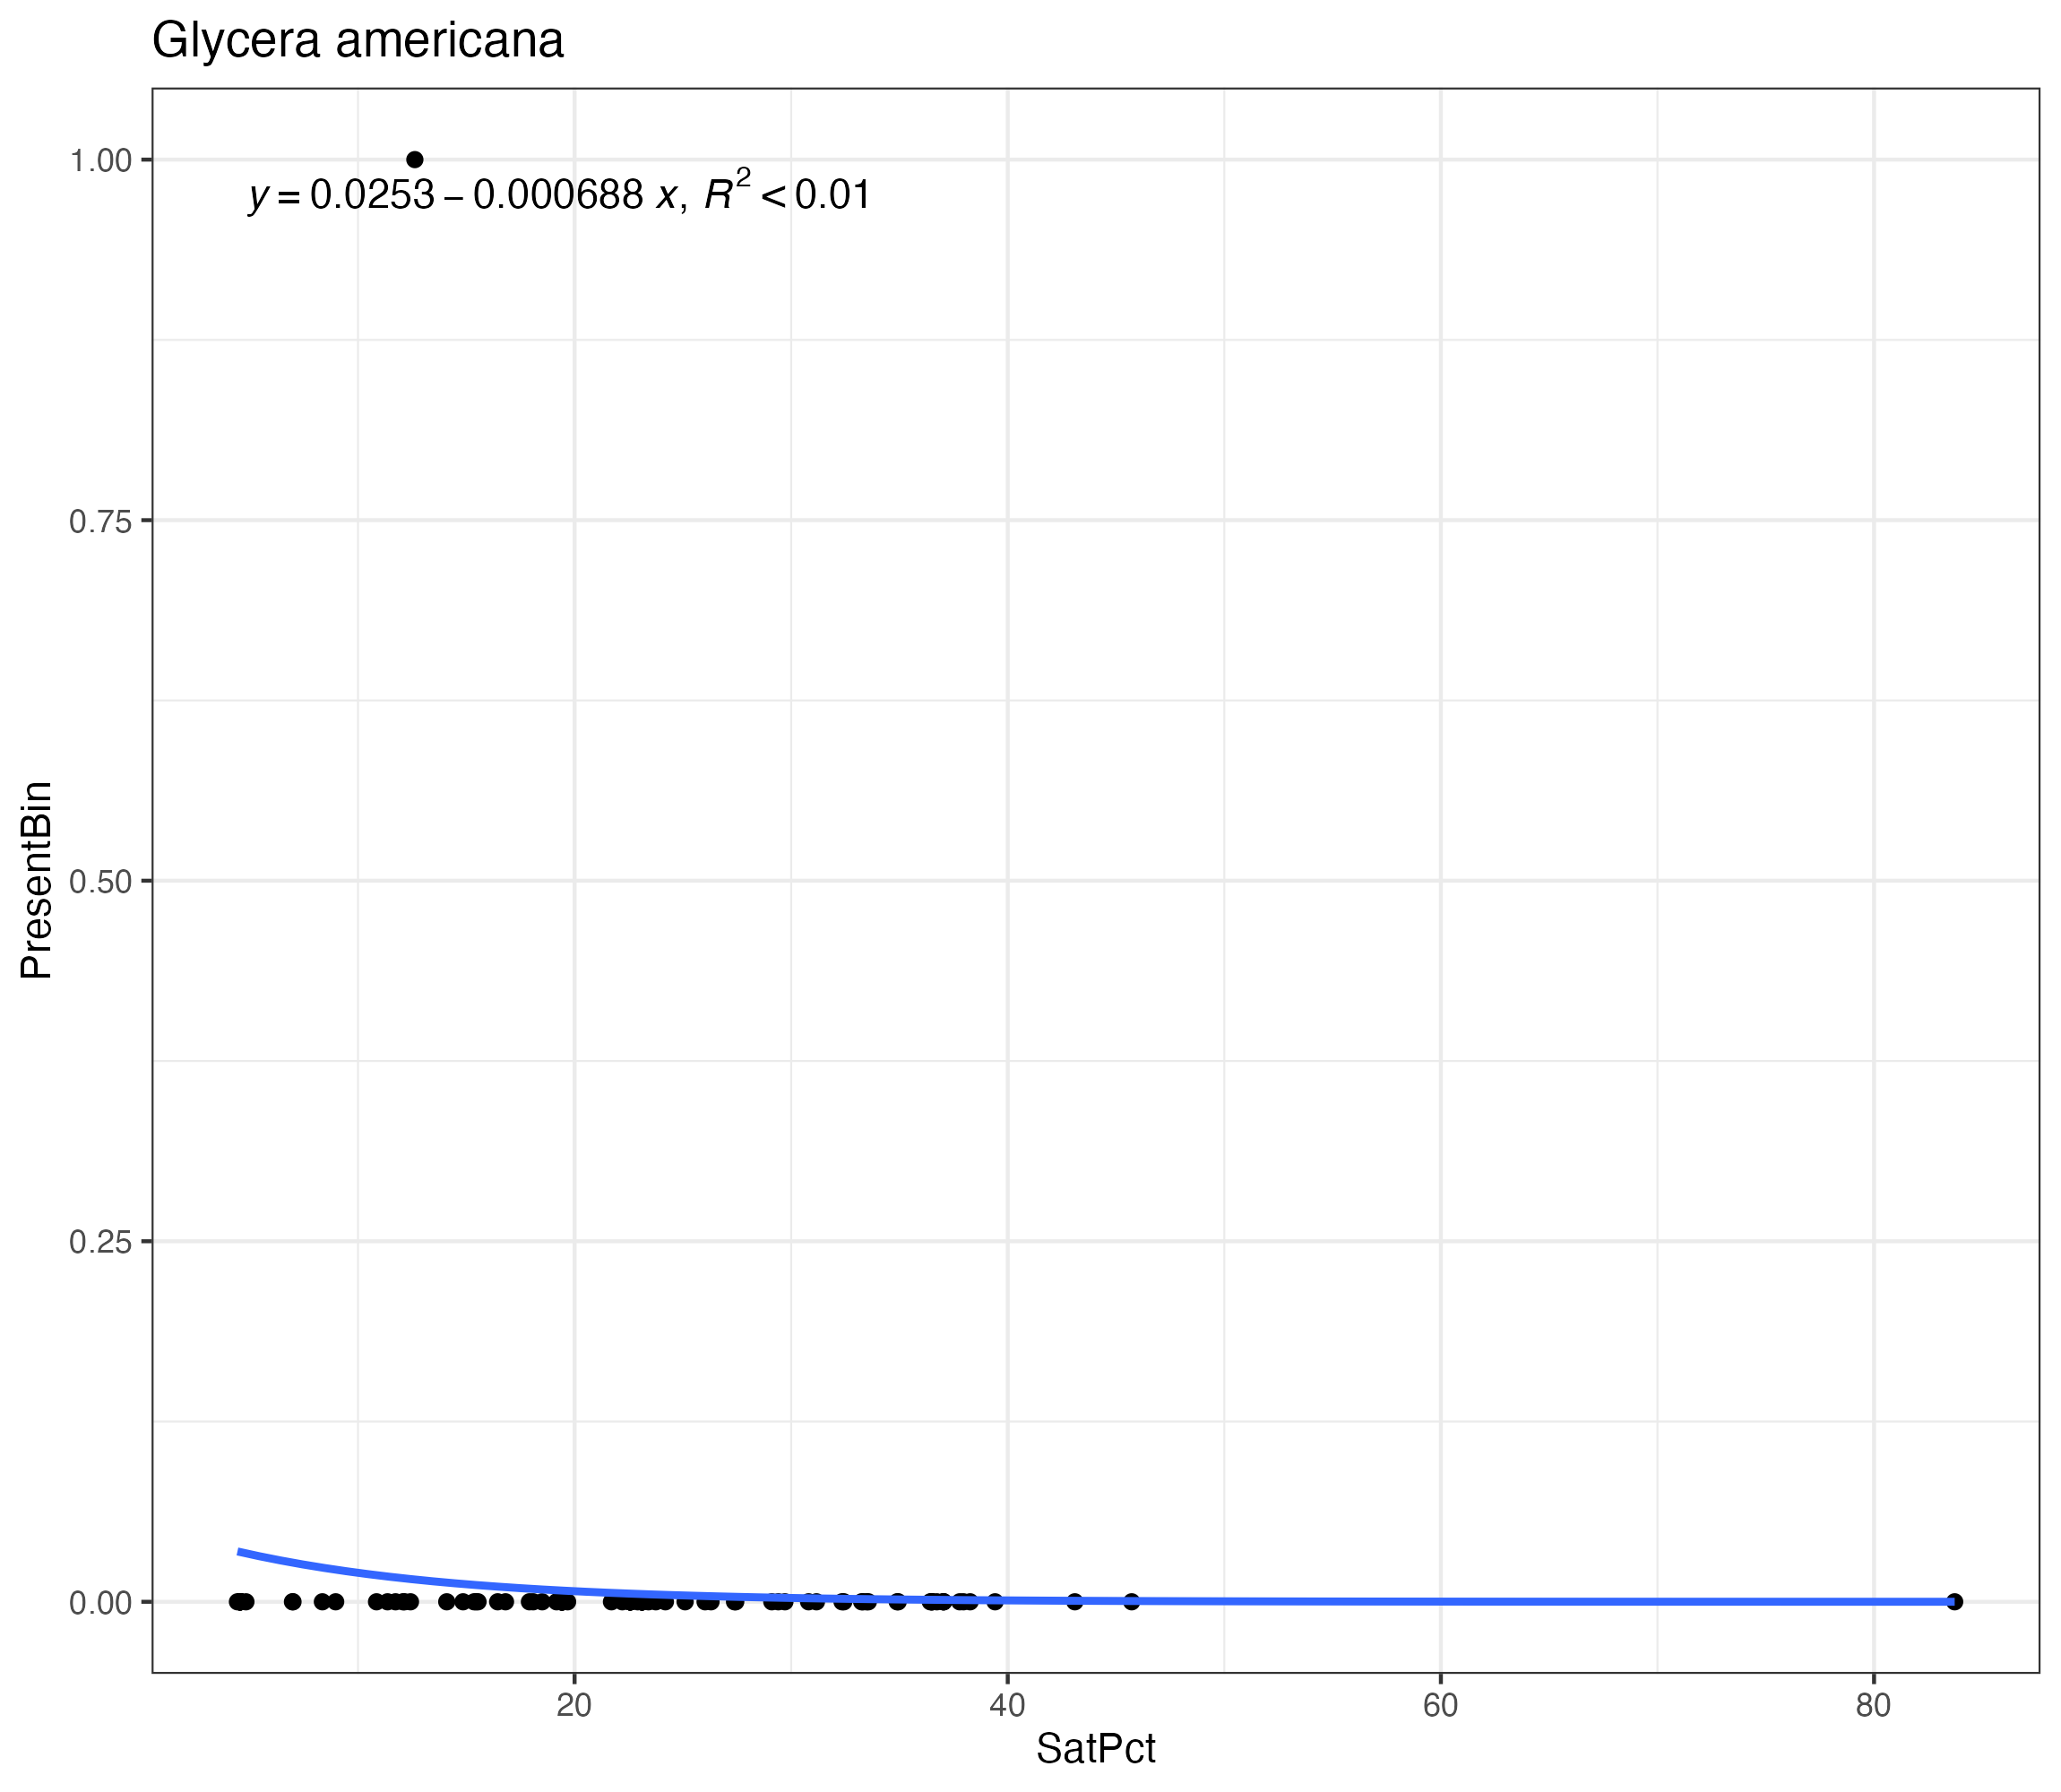 Glycera americana
1.00
y = 0.0253 − 0.000688 x, R² < 0.01
0.75
0.50
0.25
0.00
PresentBin
20 40 60 80
SatPct